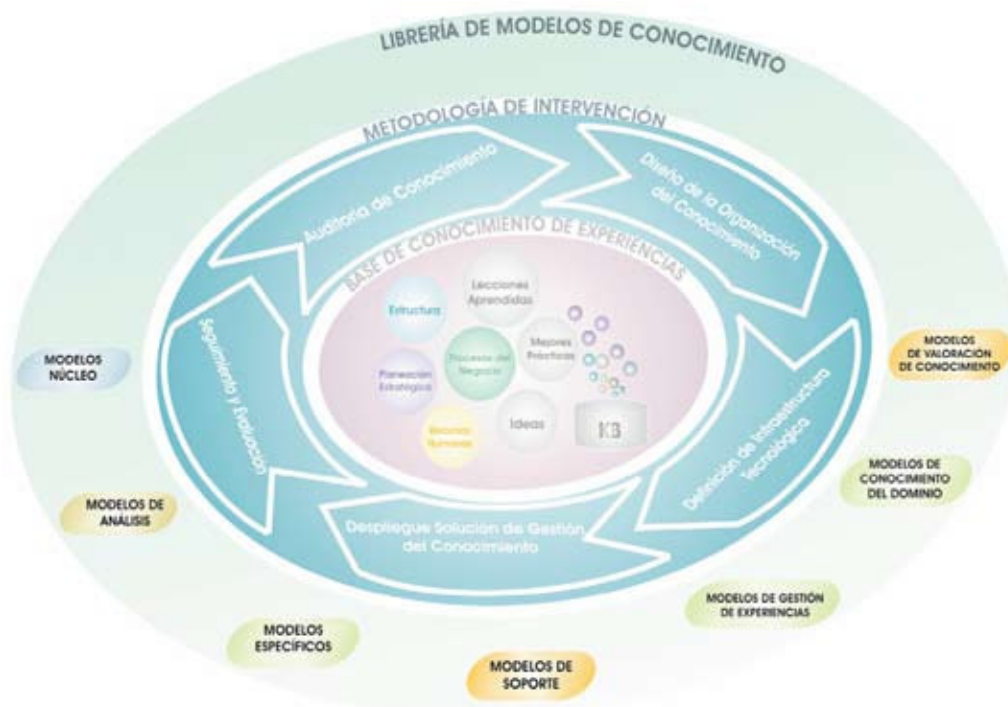 LIBRERÍA DE MODELOS DE CONOCIMIENTO
METODOLOGÍA DE INTERVENCIÓN
Auditoria de Conocimiento
Diseño de la Organización
del Conocimiento
BASE DE CONOCIMIENTO DE EXPERIENCIAS
Lecciones
Aprendidas
Estructura
Mejores
Prácticas
Procesos del
Negocio
Planeación
Estratégica
Recursos
Humanos
Ideas
KB
Seguimiento y Evaluación
Definición de Infraestructura
Tecnológica
Despliegue Solución de Gestión
del Conocimiento
MODELOS
NÚCLEO
MODELOS
DE VALORACIÓN
DE CONOCIMIENTO
MODELOS DE
ANÁLISIS
MODELOS DE
CONOCIMIENTO
DEL DOMINIO
MODELOS
ESPECÍFICOS
MODELOS DE GESTIÓN
DE EXPERIENCIAS
MODELOS DE
SOPORTE